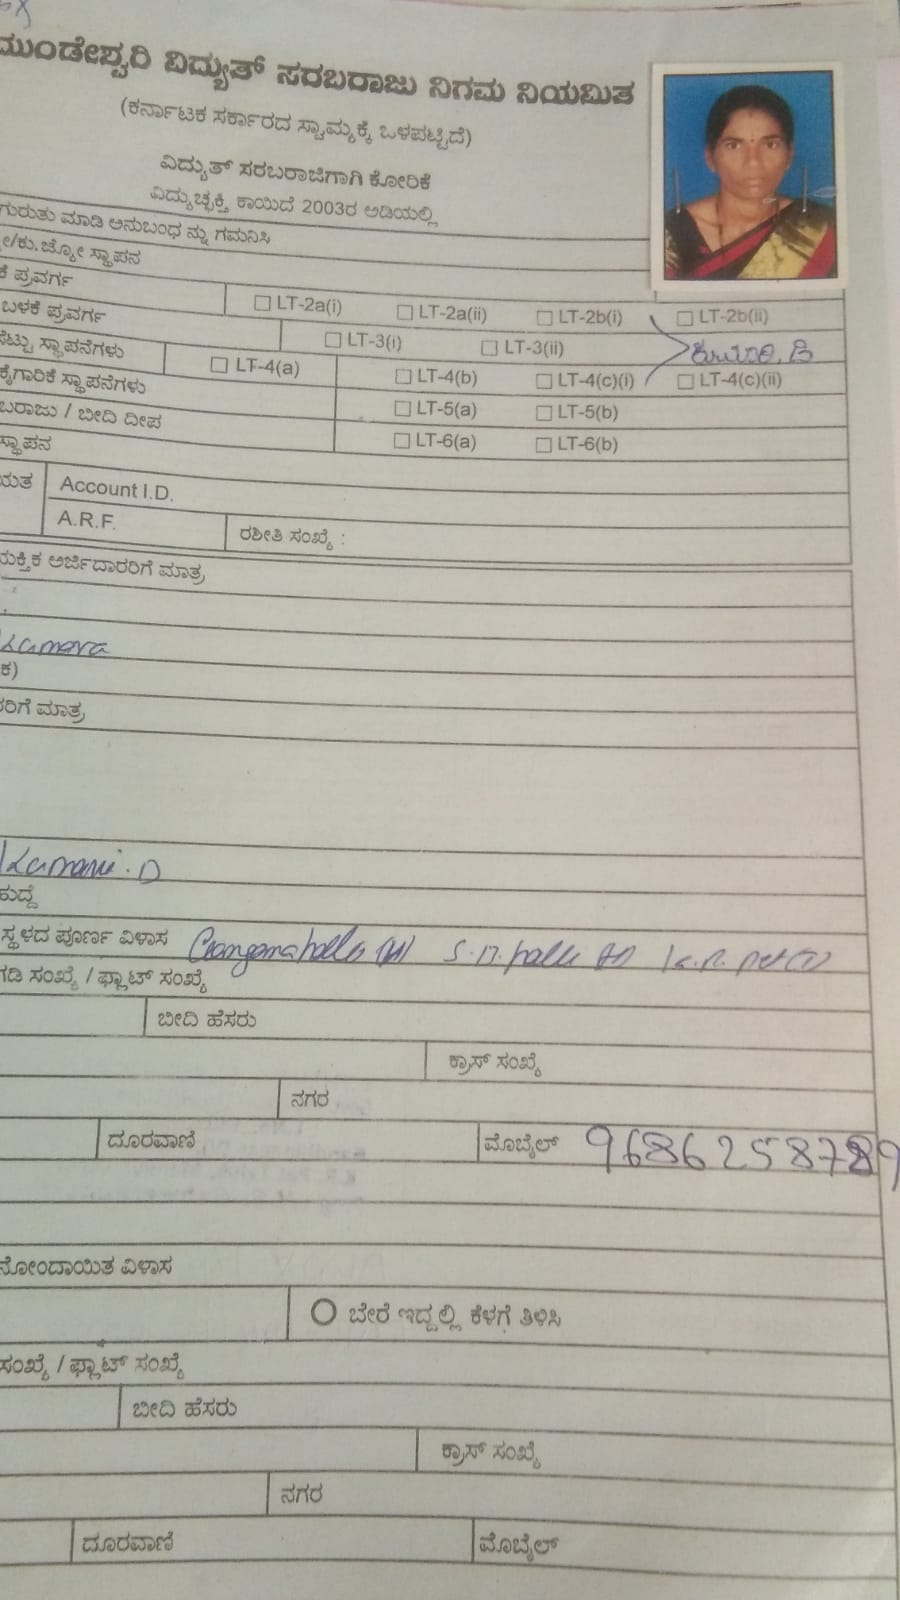 ಮುಂಡೇಶ್ವರಿ ವಿದ್ಯುತ್ ಸರಬರಾಜು ನಿಗಮ ನಿಯಮಿತ
(ಕರ್ನಾಟಕ ಸರ್ಕಾರದ ಸ್ವಾಮ್ಯಕ್ಕೆ ಒಳಪಟ್ಟಿದೆ)
ವಿದ್ಯುತ್ ಸರಬರಾಜಿಗಾಗಿ ಕೋರಿಕೆ
ವಿದ್ಯುಚ್ಛಕ್ತಿ ಕಾಯಿದೆ 2003ರ ಅಡಿಯಲ್ಲಿ
ಗುರುತು ಮಾಡಿ ಅನುಬಂಧ ನ್ನು ಗಮನಿಸಿ
ಸ್ಥಾಪನ
ಕೆ ಪ್ರವರ್ಗ □ LT-2a(i) □ LT-2a(ii) □ LT-2b(i) □ LT-2b(ii)
ಬಳಕೆ ಪ್ರವರ್ಗ □ LT-3(i) □ LT-3(ii)
ಸೆಟ್ಟು ಸ್ಥಾಪನೆಗಳು □ LT-4(a) □ LT-4(b) □ LT-4(c)(i) □ LT-4(c)(ii)
ಕೈಗಾರಿಕೆ ಸ್ಥಾಪನೆಗಳು □ LT-5(a) □ LT-5(b)
ಬರಾಜು / ಬೀದಿ ದೀಪ □ LT-6(a) □ LT-6(b)
ಸ್ಥಾಪನ
ಯತ Account I.D.
A.R.F. ರಶೀತಿ ಸಂಖ್ಯೆ :
ಯಕ್ತಿಕ ಅರ್ಜಿದಾರರಿಗೆ ಮಾತ್ರ
ಕ)
ರಿಗೆ ಮಾತ್ರ
ಹುದ್ದೆ
ಸ್ಥಳದ ಪೂರ್ಣ ವಿಳಾಸ
ಗಡಿ ಸಂಖ್ಯೆ / ಫ್ಲಾಟ್ ಸಂಖ್ಯೆ
ಬೀದಿ ಹೆಸರು
ಕ್ರಾಸ್ ಸಂಖ್ಯೆ
ನಗರ
ದೂರವಾಣಿ ಮೊಬೈಲ್ 9686258789
ನೋಂದಾಯಿತ ವಿಳಾಸ
O ಬೇರೆ ಇದ್ದಲ್ಲಿ ಕೆಳಗೆ ತಿಳಿಸಿ
ಸಂಖ್ಯೆ / ಫ್ಲಾಟ್ ಸಂಖ್ಯೆ
ಬೀದಿ ಹೆಸರು
ಕ್ರಾಸ್ ಸಂಖ್ಯೆ
ನಗರ
ದೂರವಾಣಿ ಮೊಬೈಲ್